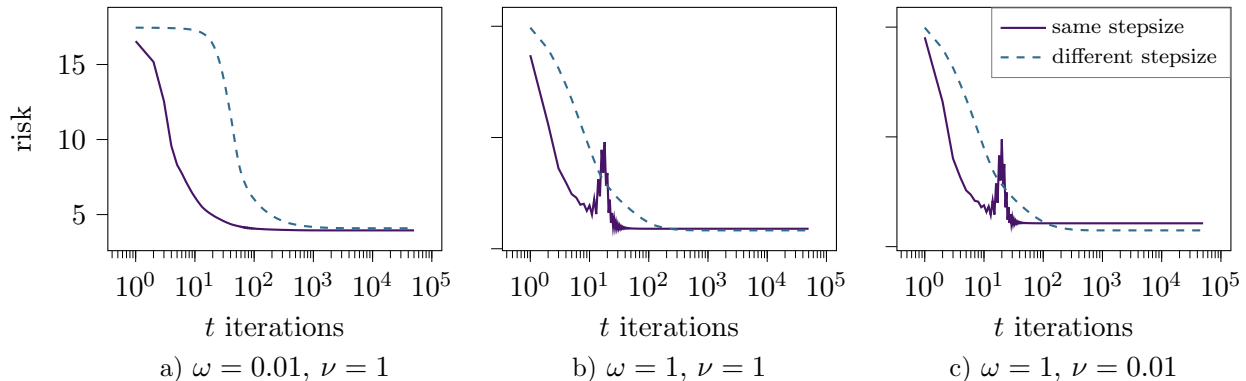 same stepsize
different stepsize
risk
15
10
5
10^0 10^1 10^2 10^3 10^4 10^5
10^0 10^1 10^2 10^3 10^4 10^5
10^0 10^1 10^2 10^3 10^4 10^5
t iterations
t iterations
t iterations
a) ω = 0.01, ν = 1
b) ω = 1, ν = 1
c) ω = 1, ν = 0.01